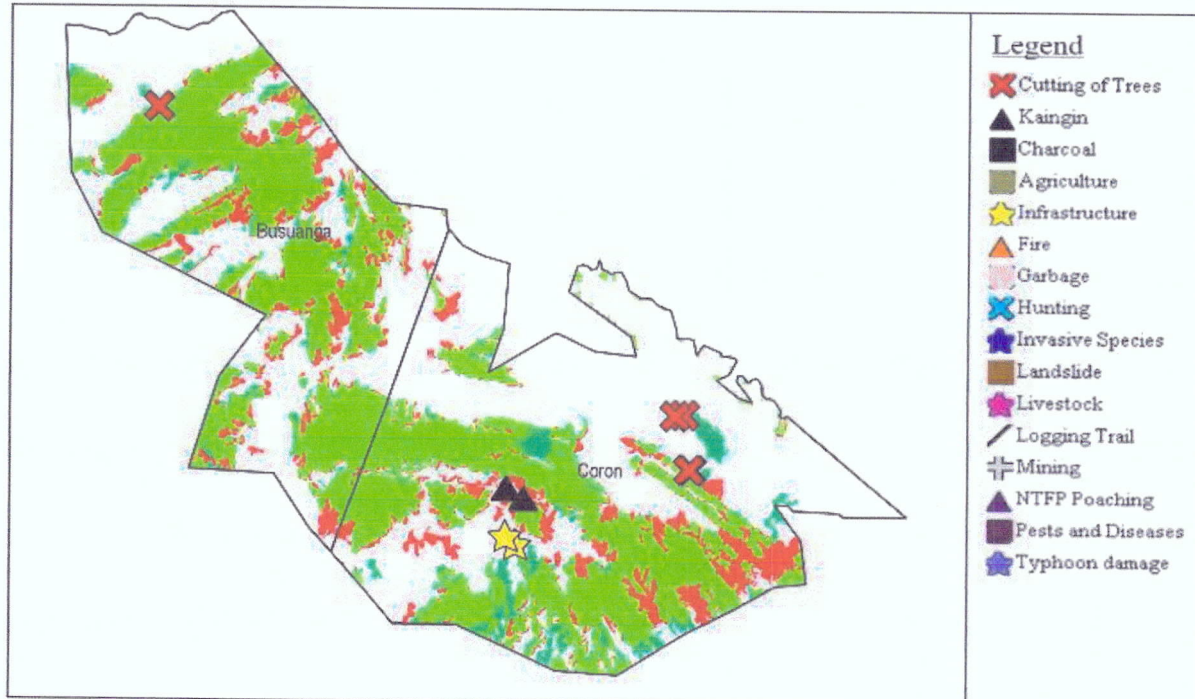 Busuanga
Coron
Legend
Cutting of Trees
Kaingin
Charcoal
Agriculture
Infrastructure
Fire
Garbage
Hunting
Invasive Species
Landslide
Livestock
Logging Trail
Mining
NTFP Poaching
Pests and Diseases
Typhoon damage